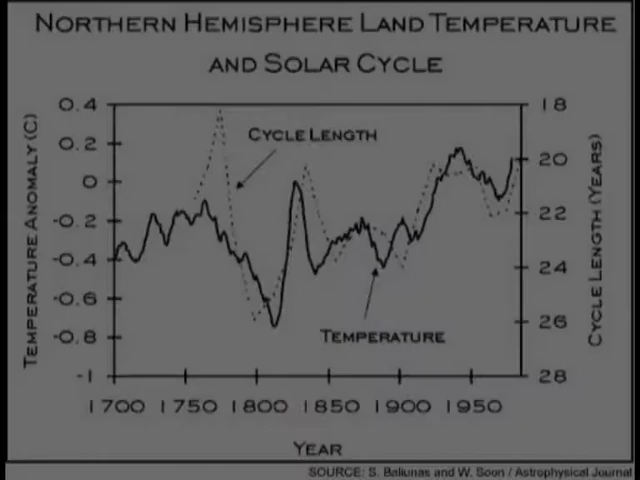 NORTHERN HEMISPHERE LAND TEMPERATURE
AND SOLAR CYCLE
TEMPERATURE ANOMALY (C)
0.4
0.2
0
-0.2
-0.4
-0.6
-0.8
-1
CYCLE LENGTH
TEMPERATURE
18
20
22
24
26
28
CYCLE LENGTH (YEARS)
1700 1750 1800 1850 1900 1950
YEAR
SOURCE: S. Baliunas and W. Soon / Astrophysical Journal